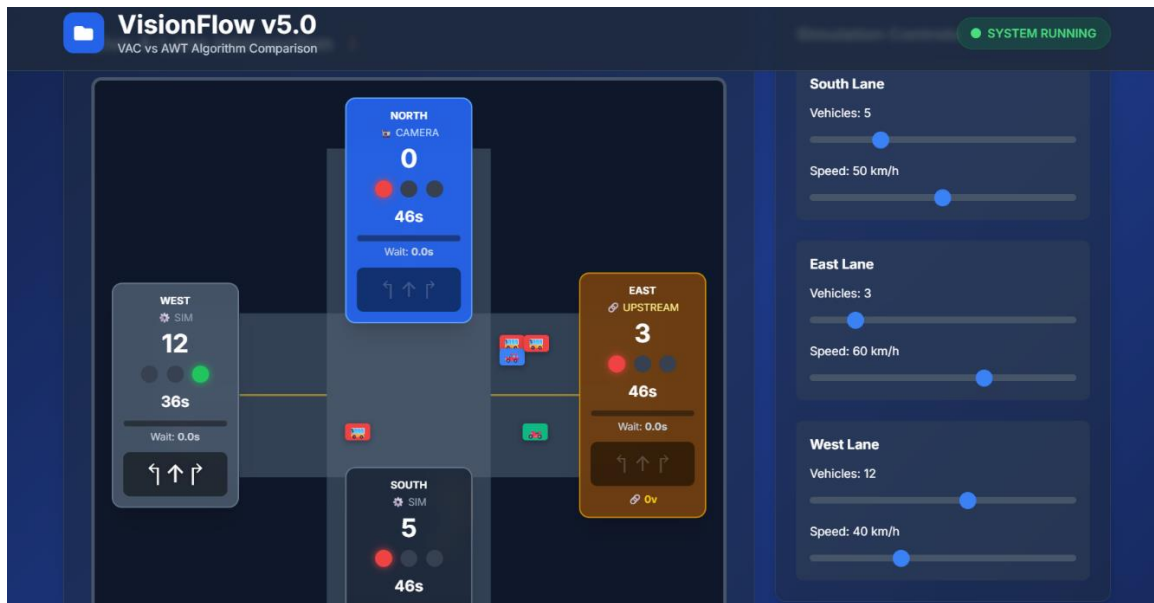 VisionFlow v5.0
VAC vs AWT Algorithm Comparison
SYSTEM RUNNING
NORTH
CAMERA
0
46s
Wait: 0.0s
WEST
SIM
12
36s
Wait: 0.0s
EAST
UPSTREAM
3
46s
Wait: 0.0s
0v
SOUTH
SIM
5
46s
South Lane
Vehicles: 5
Speed: 50 km/h
East Lane
Vehicles: 3
Speed: 60 km/h
West Lane
Vehicles: 12
Speed: 40 km/h